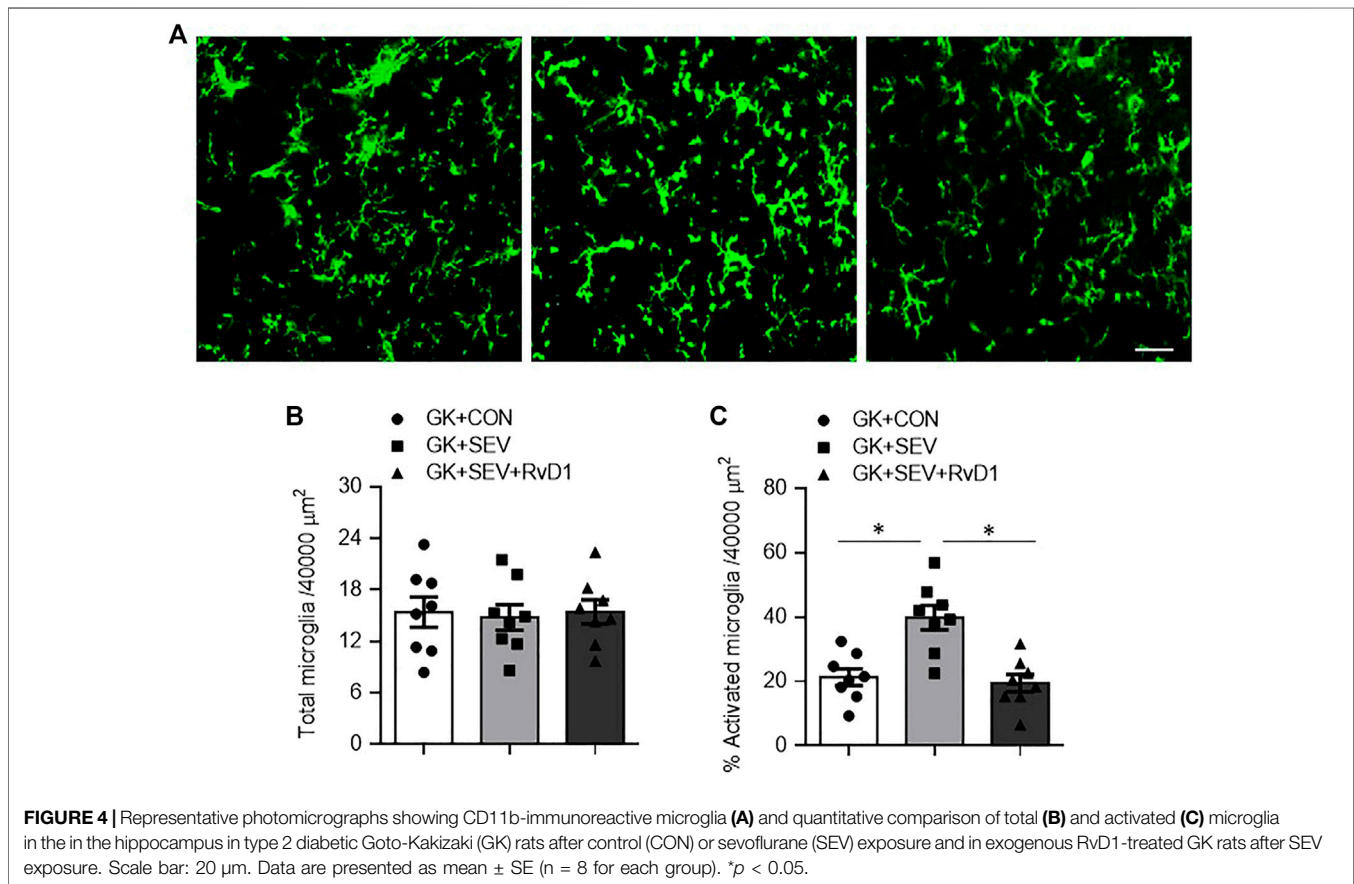 A
B
GK+CON
GK+SEV
GK+SEV+RvD1
30
24
18
12
6
0
Total microglia /40000 µm²
C
GK+CON
GK+SEV
GK+SEV+RvD1
80
60
40
20
0
% Activated microglia /40000 µm²
*
*
FIGURE 4 | Representative photomicrographs showing CD11b-immunoreactive microglia (A) and quantitative comparison of total (B) and activated (C) microglia
in the in the hippocampus in type 2 diabetic Goto-Kakizaki (GK) rats after control (CON) or sevoflurane (SEV) exposure and in exogenous RvD1-treated GK rats after SEV
exposure. Scale bar: 20 µm. Data are presented as mean ± SE (n = 8 for each group). *p < 0.05.